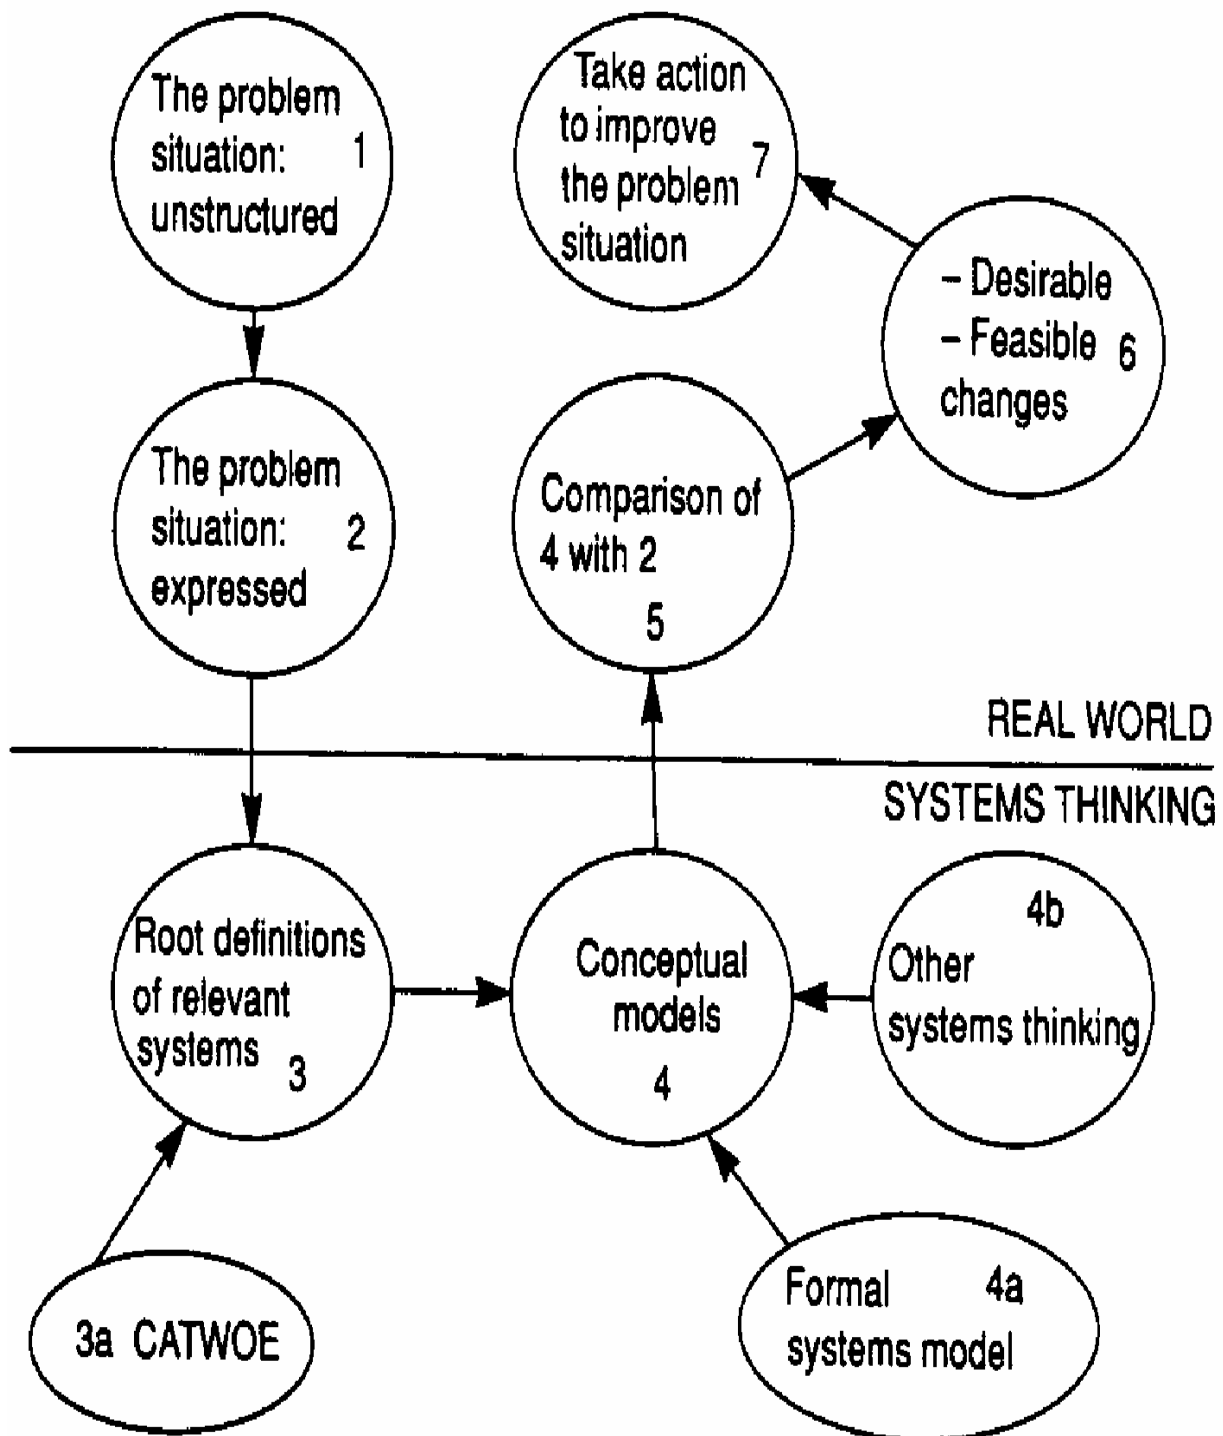 The problem
situation: 1
unstructured
The problem
situation: 2
expressed
Take action
to improve
the problem 7
situation
– Desirable
– Feasible 6
changes
Comparison of
4 with 2
5
REAL WORLD
SYSTEMS THINKING
Root definitions
of relevant
systems 3
Conceptual
models
4
4b
Other
systems thinking
3a CATWOE
Formal 4a
systems model